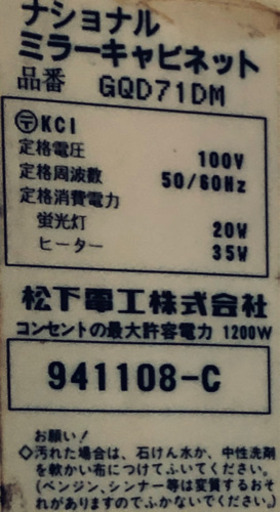 ナショナル
ミラーキャビネット
品番 GQD71DM
〶KCI
定格電圧 100V
定格周波数 50/60Hz
定格消費電力
蛍光灯 20W
ヒーター 35W
松下電工株式会社
コンセントの最大許容電力 1200W
941108-C
お願い!
◇汚れた場合は、石けん水か、中性洗剤
を軟かい布につけてふいてください。
(ベンジン、シンナー等は変質するおそ
れがありますのでふかないでください。)